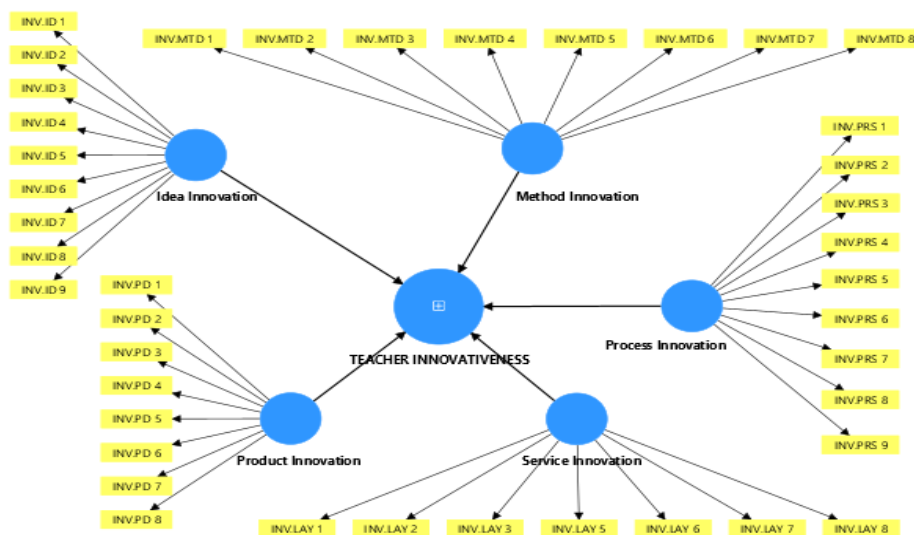 INV.ID 1
INV.ID 2
INV.ID 3
INV.ID 4
INV.ID 5
INV.ID 6
INV.ID 7
INV.ID 8
INV.ID 9
Idea Innovation
INV.MTD 1
INV.MTD 2
INV.MTD 3
INV.MTD 4
INV.MTD 5
INV.MTD 6
INV.MTD 7
INV.MTD 8
Method Innovation
INV.PRS 1
INV.PRS 2
INV.PRS 3
INV.PRS 4
INV.PRS 5
INV.PRS 6
INV.PRS 7
INV.PRS 8
INV.PRS 9
Process Innovation
TEACHER INNOVATIVENESS
INV.PD 1
INV.PD 2
INV.PD 3
INV.PD 4
INV.PD 5
INV.PD 6
INV.PD 7
INV.PD 8
Product Innovation
Service Innovation
INV.LAY 1
INV.LAY 2
INV.LAY 3
INV.LAY 5
INV.LAY 6
INV.LAY 7
INV.LAY 8